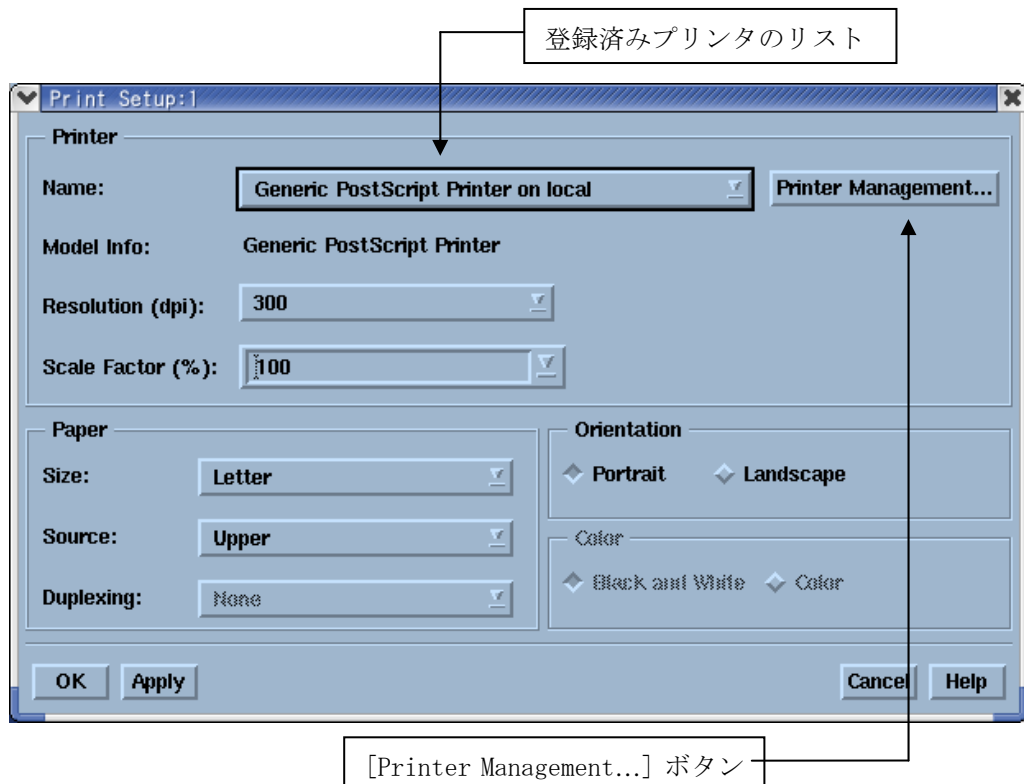 登録済みプリンタのリスト
Print Setup:1
Printer
Name: Generic PostScript Printer on local Printer Management...
Model Info: Generic PostScript Printer
Resolution (dpi): 300
Scale Factor (%): 100
Paper
Size: Letter
Source: Upper
Duplexing: None
Orientation
Portrait Landscape
Color
Black and White Color
OK Apply Cancel Help
[Printer Management...] ボタン